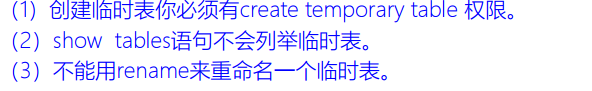 （1）创建临时表你必须有create temporary table 权限。
（2）show  tables语句不会列举临时表。
（3）不能用rename来重命名一个临时表。